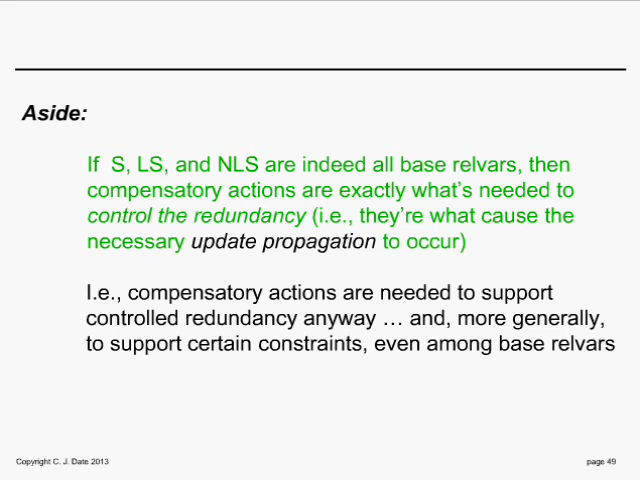 Aside:
If S, LS, and NLS are indeed all base relvars, then
compensatory actions are exactly what's needed to
control the redundancy (i.e., they're what cause the
necessary update propagation to occur)
I.e., compensatory actions are needed to support
controlled redundancy anyway … and, more generally,
to support certain constraints, even among base relvars
Copyright C. J. Date 2013
page 49